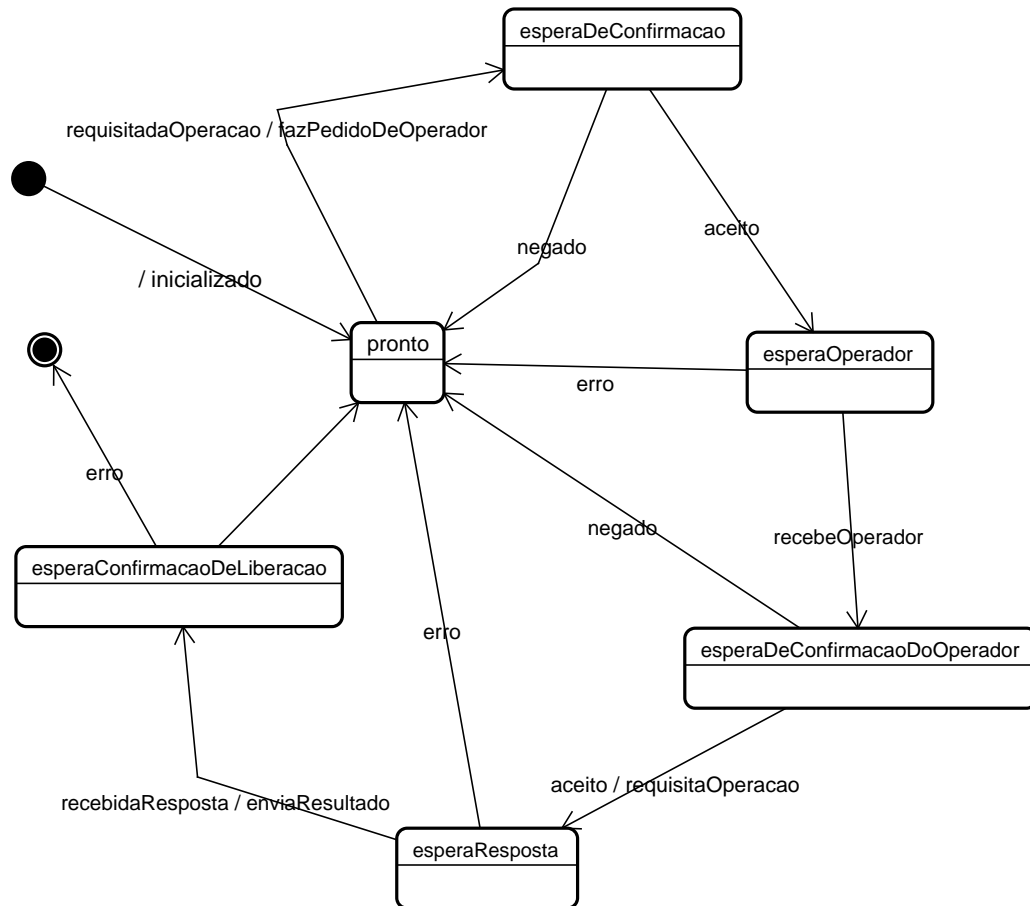 esperaDeConfirmacao
requisitadaOperacao / fazPedidoDeOperador
aceito
negado
/ inicializado
pronto
esperaOperador
erro
erro
negado
recebeOperador
esperaConfirmacaoDeLiberacao
erro
esperaDeConfirmacaoDoOperador
aceito / requisitaOperacao
recebidaResposta / enviaResultado
esperaResposta